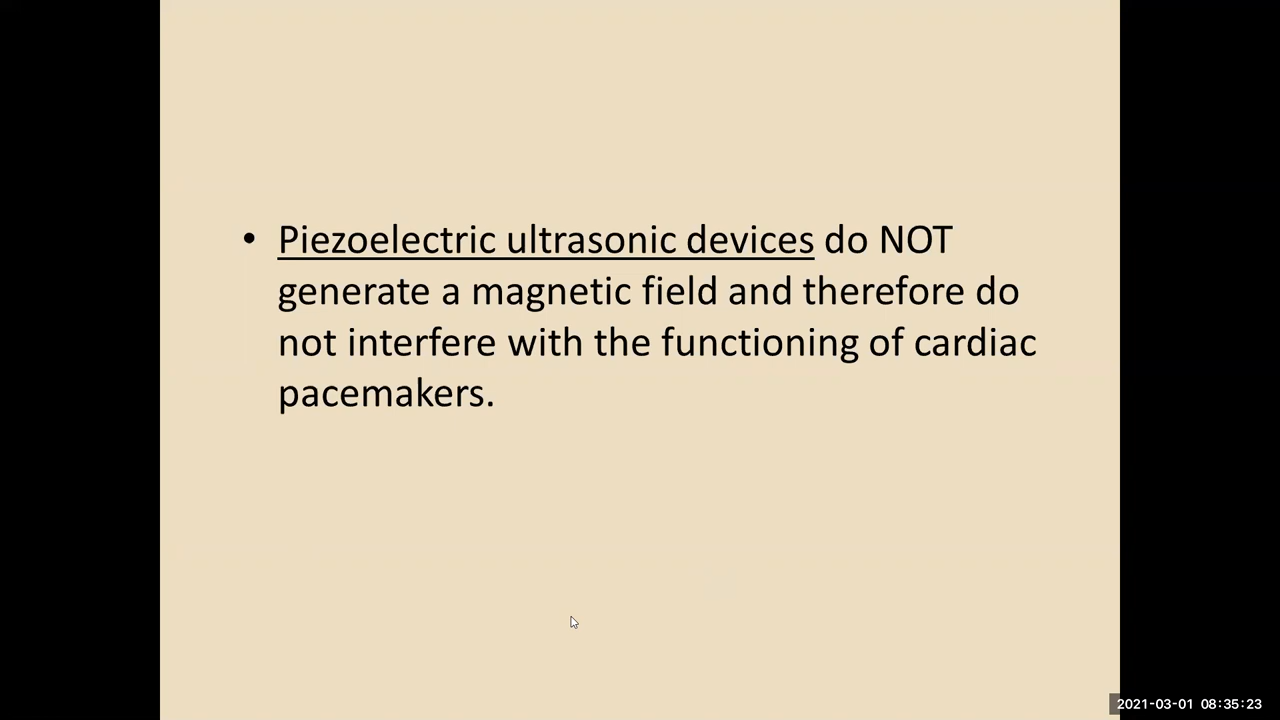 • Piezoelectric ultrasonic devices do NOT
generate a magnetic field and therefore do
not interfere with the functioning of cardiac
pacemakers.
2021-03-01 08:35:23